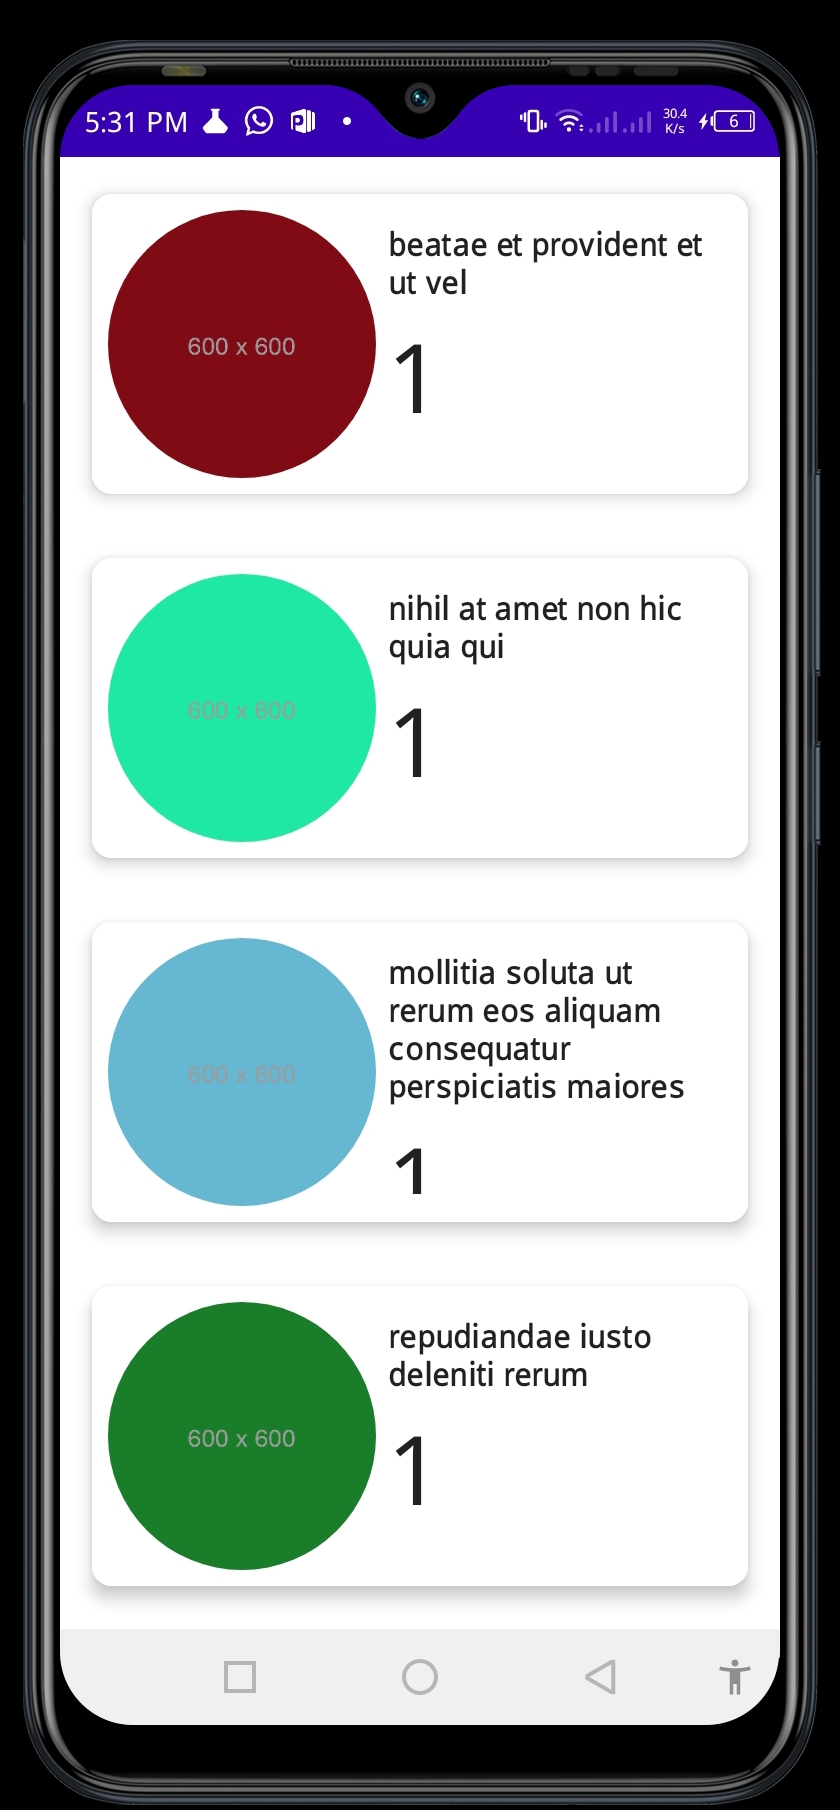 5:31 PM
30.4
K/s
6
beatae et provident et
ut vel
600 x 600
1
nihil at amet non hic
quia qui
600 x 600
1
mollitia soluta ut
rerum eos aliquam
consequatur
perspiciatis maiores
600 x 600
1
repudiandae iusto
deleniti rerum
600 x 600
1